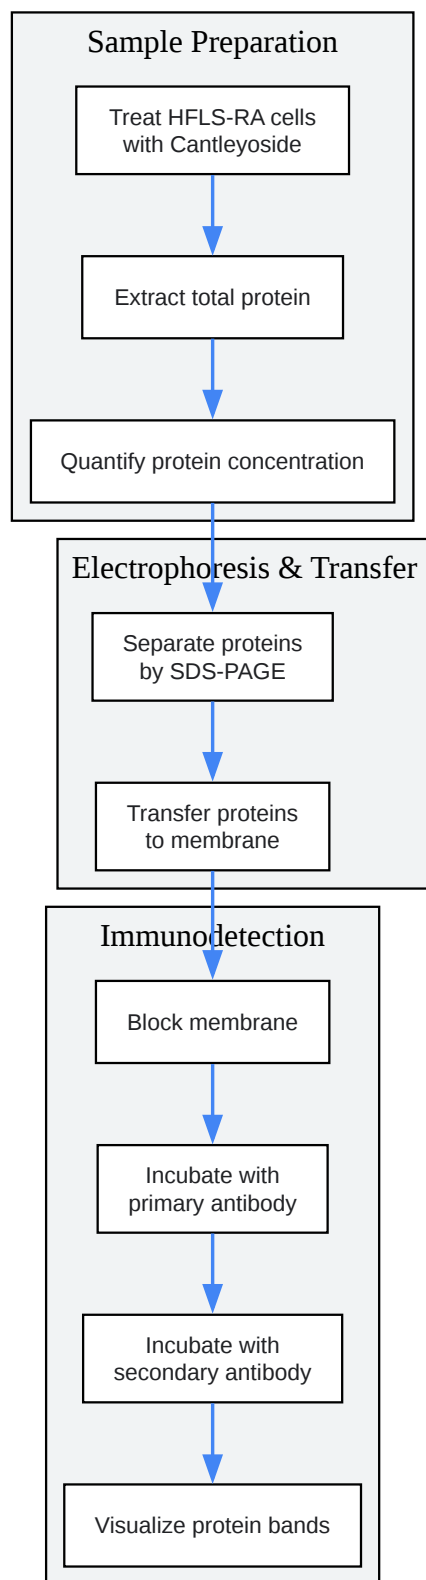 Sample Preparation
Treat HFLS-RA cells
with Cantleyoside
Extract total protein
Quantify protein concentration
Electrophoresis & Transfer
Separate proteins
by SDS-PAGE
Transfer proteins
to membrane
Immunodetection
Block membrane
Incubate with
primary antibody
Incubate with
secondary antibody
Visualize protein bands